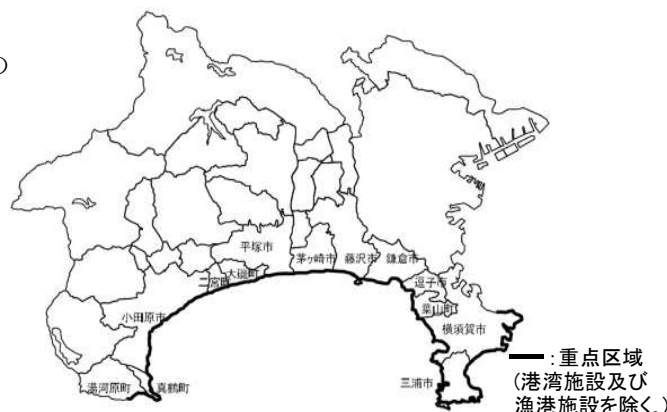 の
平塚市
茅ヶ崎市
藤沢市
鎌倉市
大磯町
二宮町
逗子市
葉山町
小田原市
横須賀市
湯河原町
真鶴町
三浦市
:重点区域
(港湾施設及び
漁港施設を除く。)